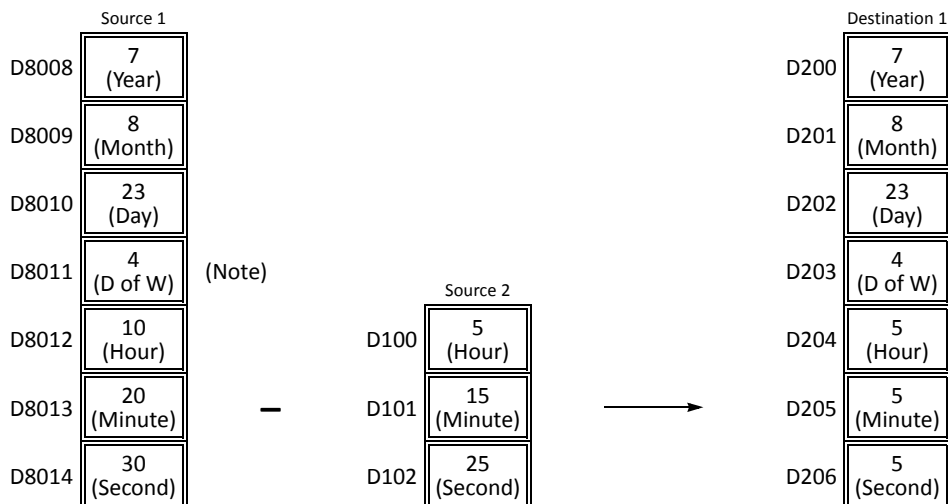 Source 1
D8008
7
(Year)
D8009
8
(Month)
D8010
23
(Day)
D8011
4
(D of W)
(Note)
D8012
10
(Hour)
D8013
20
(Minute)
D8014
30
(Second)
–
Source 2
D100
5
(Hour)
D101
15
(Minute)
D102
25
(Second)
Destination 1
D200
7
(Year)
D201
8
(Month)
D202
23
(Day)
D203
4
(D of W)
D204
5
(Hour)
D205
5
(Minute)
D206
5
(Second)